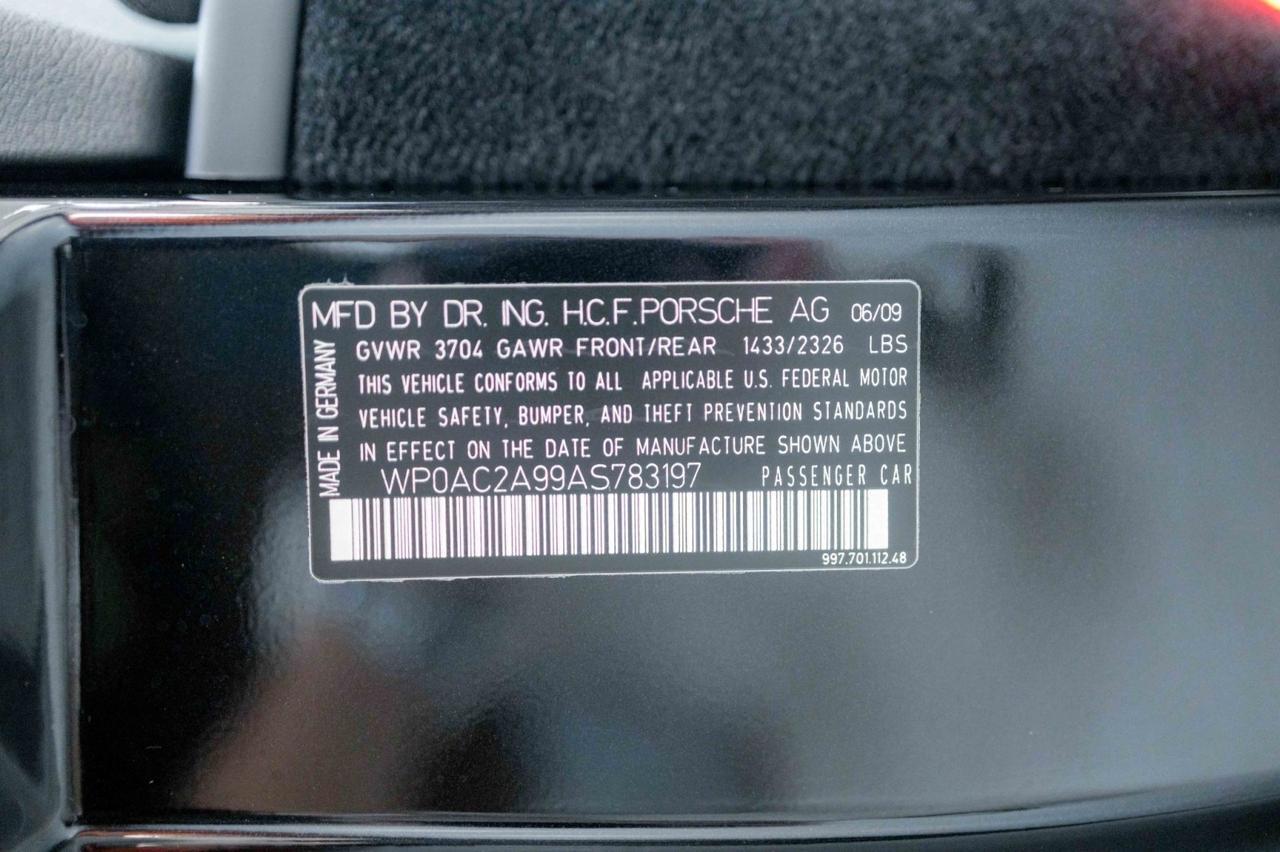 MFD BY DR. ING. H.C.F.PORSCHE AG 06/09
GVWR 3704 GAWR FRONT/REAR 1433/2326 LBS
THIS VEHICLE CONFORMS TO ALL APPLICABLE U.S. FEDERAL MOTOR
VEHICLE SAFETY, BUMPER, AND THEFT PREVENTION STANDARDS
IN EFFECT ON THE DATE OF MANUFACTURE SHOWN ABOVE
WP0AC2A99AS783197 PASSENGER CAR
997.701.112.48
MADE IN GERMANY